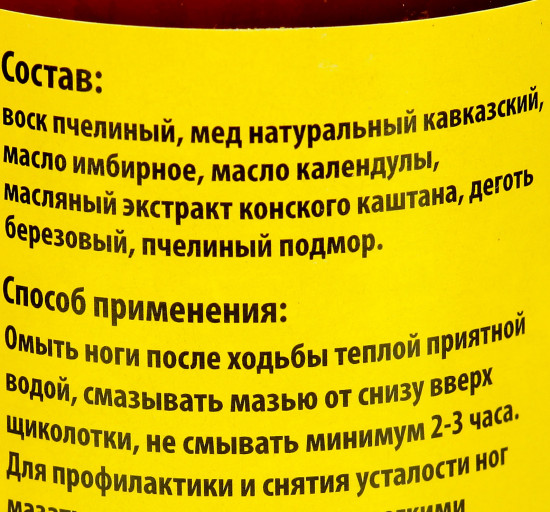 Состав:
воск пчелиный, мед натуральный кавказский,
масло имбирное, масло календулы,
масляный экстракт конского каштана, деготь
березовый, пчелиный подмор.
Способ применения:
Омыть ноги после ходьбы теплой приятной
водой, смазывать мазью от снизу вверх
щиколотки, не смывать минимум 2-3 часа.
Для профилактики и снятия усталости ног